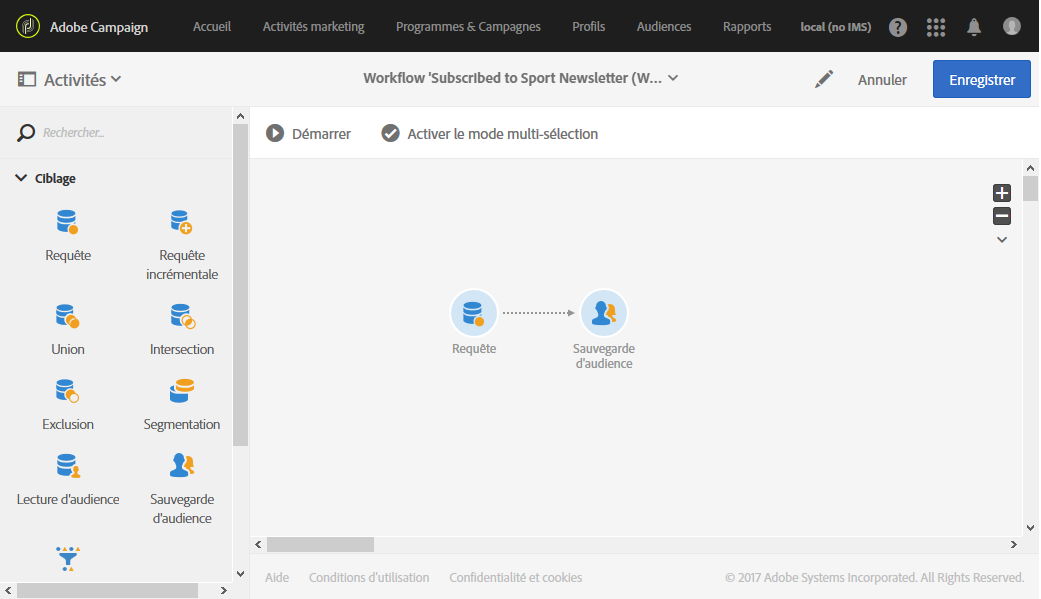 Adobe Campaign
Accueil
Activités marketing
Programmes & Campagnes
Profils
Audiences
Rapports
local (no IMS)
Activités
Workflow 'Subscribed to Sport Newsletter (W...
Annuler
Enregistrer
Rechercher...
Démarrer
Activer le mode multi-sélection
Ciblage
Requête
Requête
incrémentale
Union
Intersection
Exclusion
Segmentation
Lecture d'audience
Sauvegarde
d'audience
Requête
Sauvegarde
d'audience
Aide
Conditions d'utilisation
Confidentialité et cookies
© 2017 Adobe Systems Incorporated. All Rights Reserved.